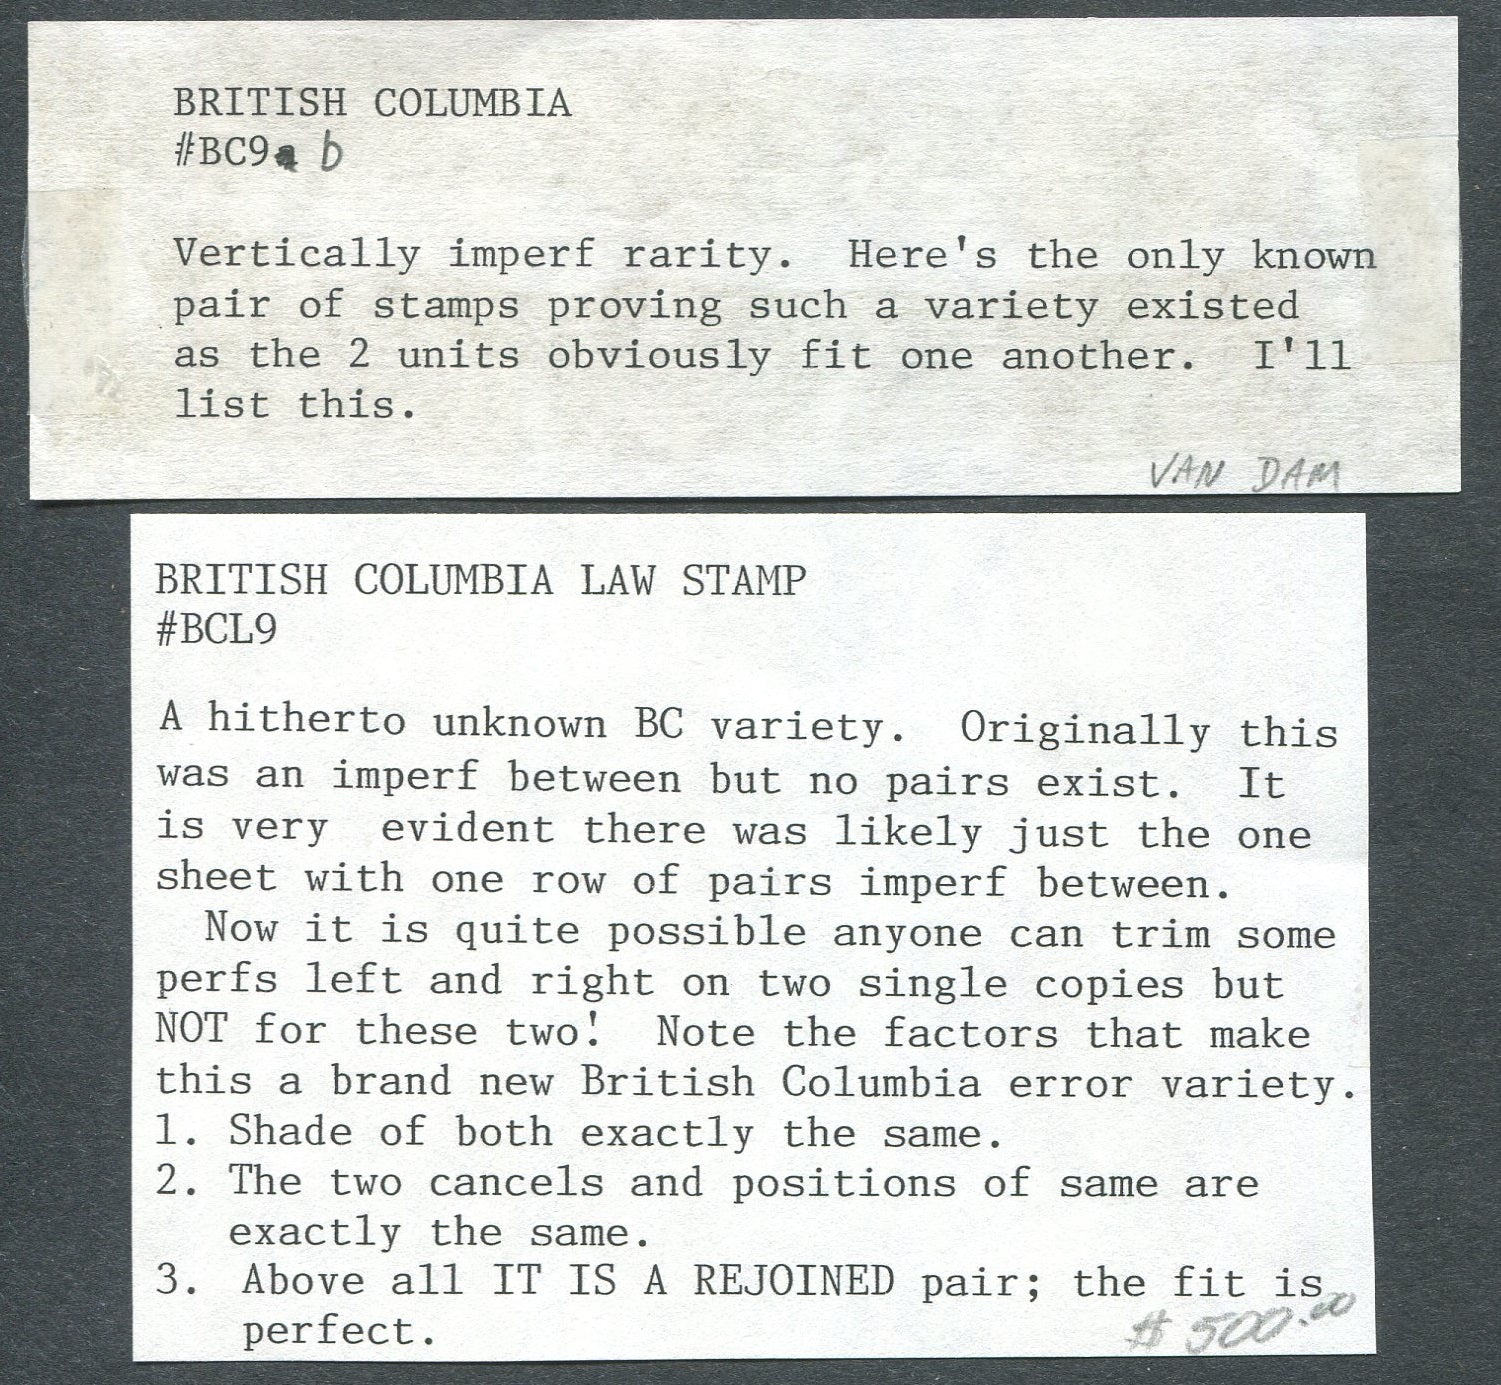 BRITISH COLUMBIA
#BC9a b
Vertically imperf rarity. Here's the only known
pair of stamps proving such a variety existed
as the 2 units obviously fit one another. I'll
list this.
VAN DAM
BRITISH COLUMBIA LAW STAMP
#BCL9
A hitherto unknown BC variety. Originally this
was an imperf between but no pairs exist. It
is very evident there was likely just the one
sheet with one row of pairs imperf between.
Now it is quite possible anyone can trim some
perfs left and right on two single copies but
NOT for these two! Note the factors that make
this a brand new British Columbia error variety.
1. Shade of both exactly the same.
2. The two cancels and positions of same are
exactly the same.
3. Above all IT IS A REJOINED pair; the fit is
perfect.
$500.00